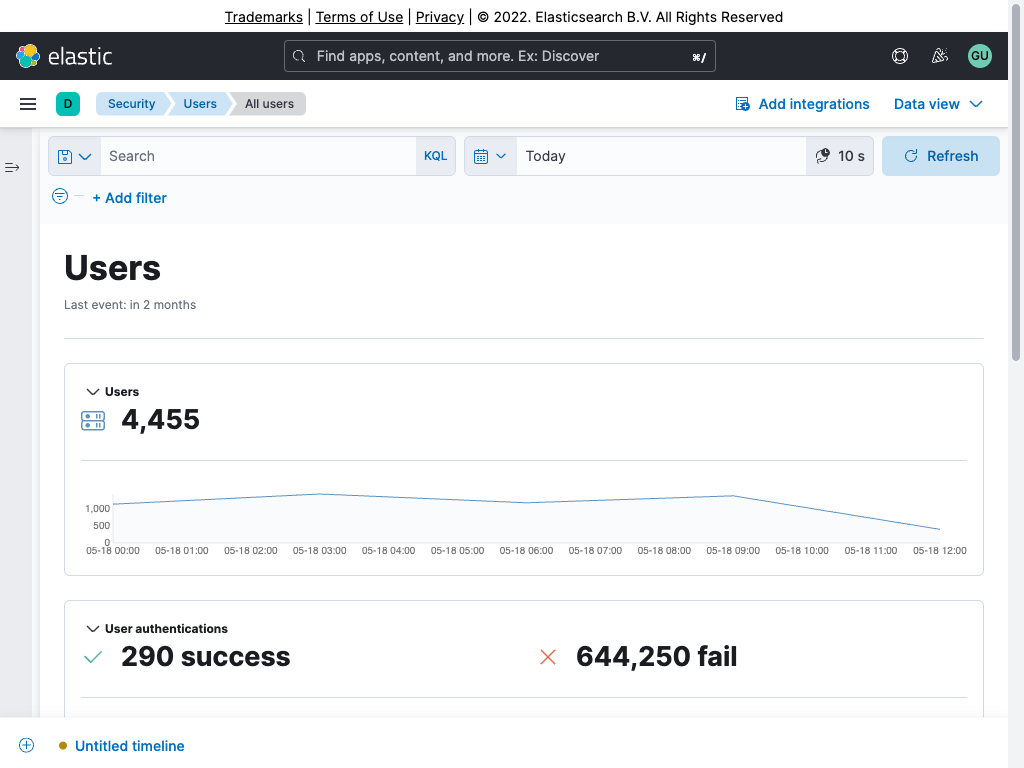 Trademarks | Terms of Use | Privacy | © 2022. Elasticsearch B.V. All Rights Reserved
elastic
Find apps, content, and more. Ex: Discover
⌘/
GU
D
Security
Users
All users
Add integrations
Data view
Search
KQL
Today
10 s
Refresh
+ Add filter
Users
Last event: in 2 months
Users
4,455
1,000
500
0
05-18 00:00 05-18 01:00 05-18 02:00 05-18 03:00 05-18 04:00 05-18 05:00 05-18 06:00 05-18 07:00 05-18 08:00 05-18 09:00 05-18 10:00 05-18 11:00 05-18 12:00
User authentications
290 success
644,250 fail
Untitled timeline